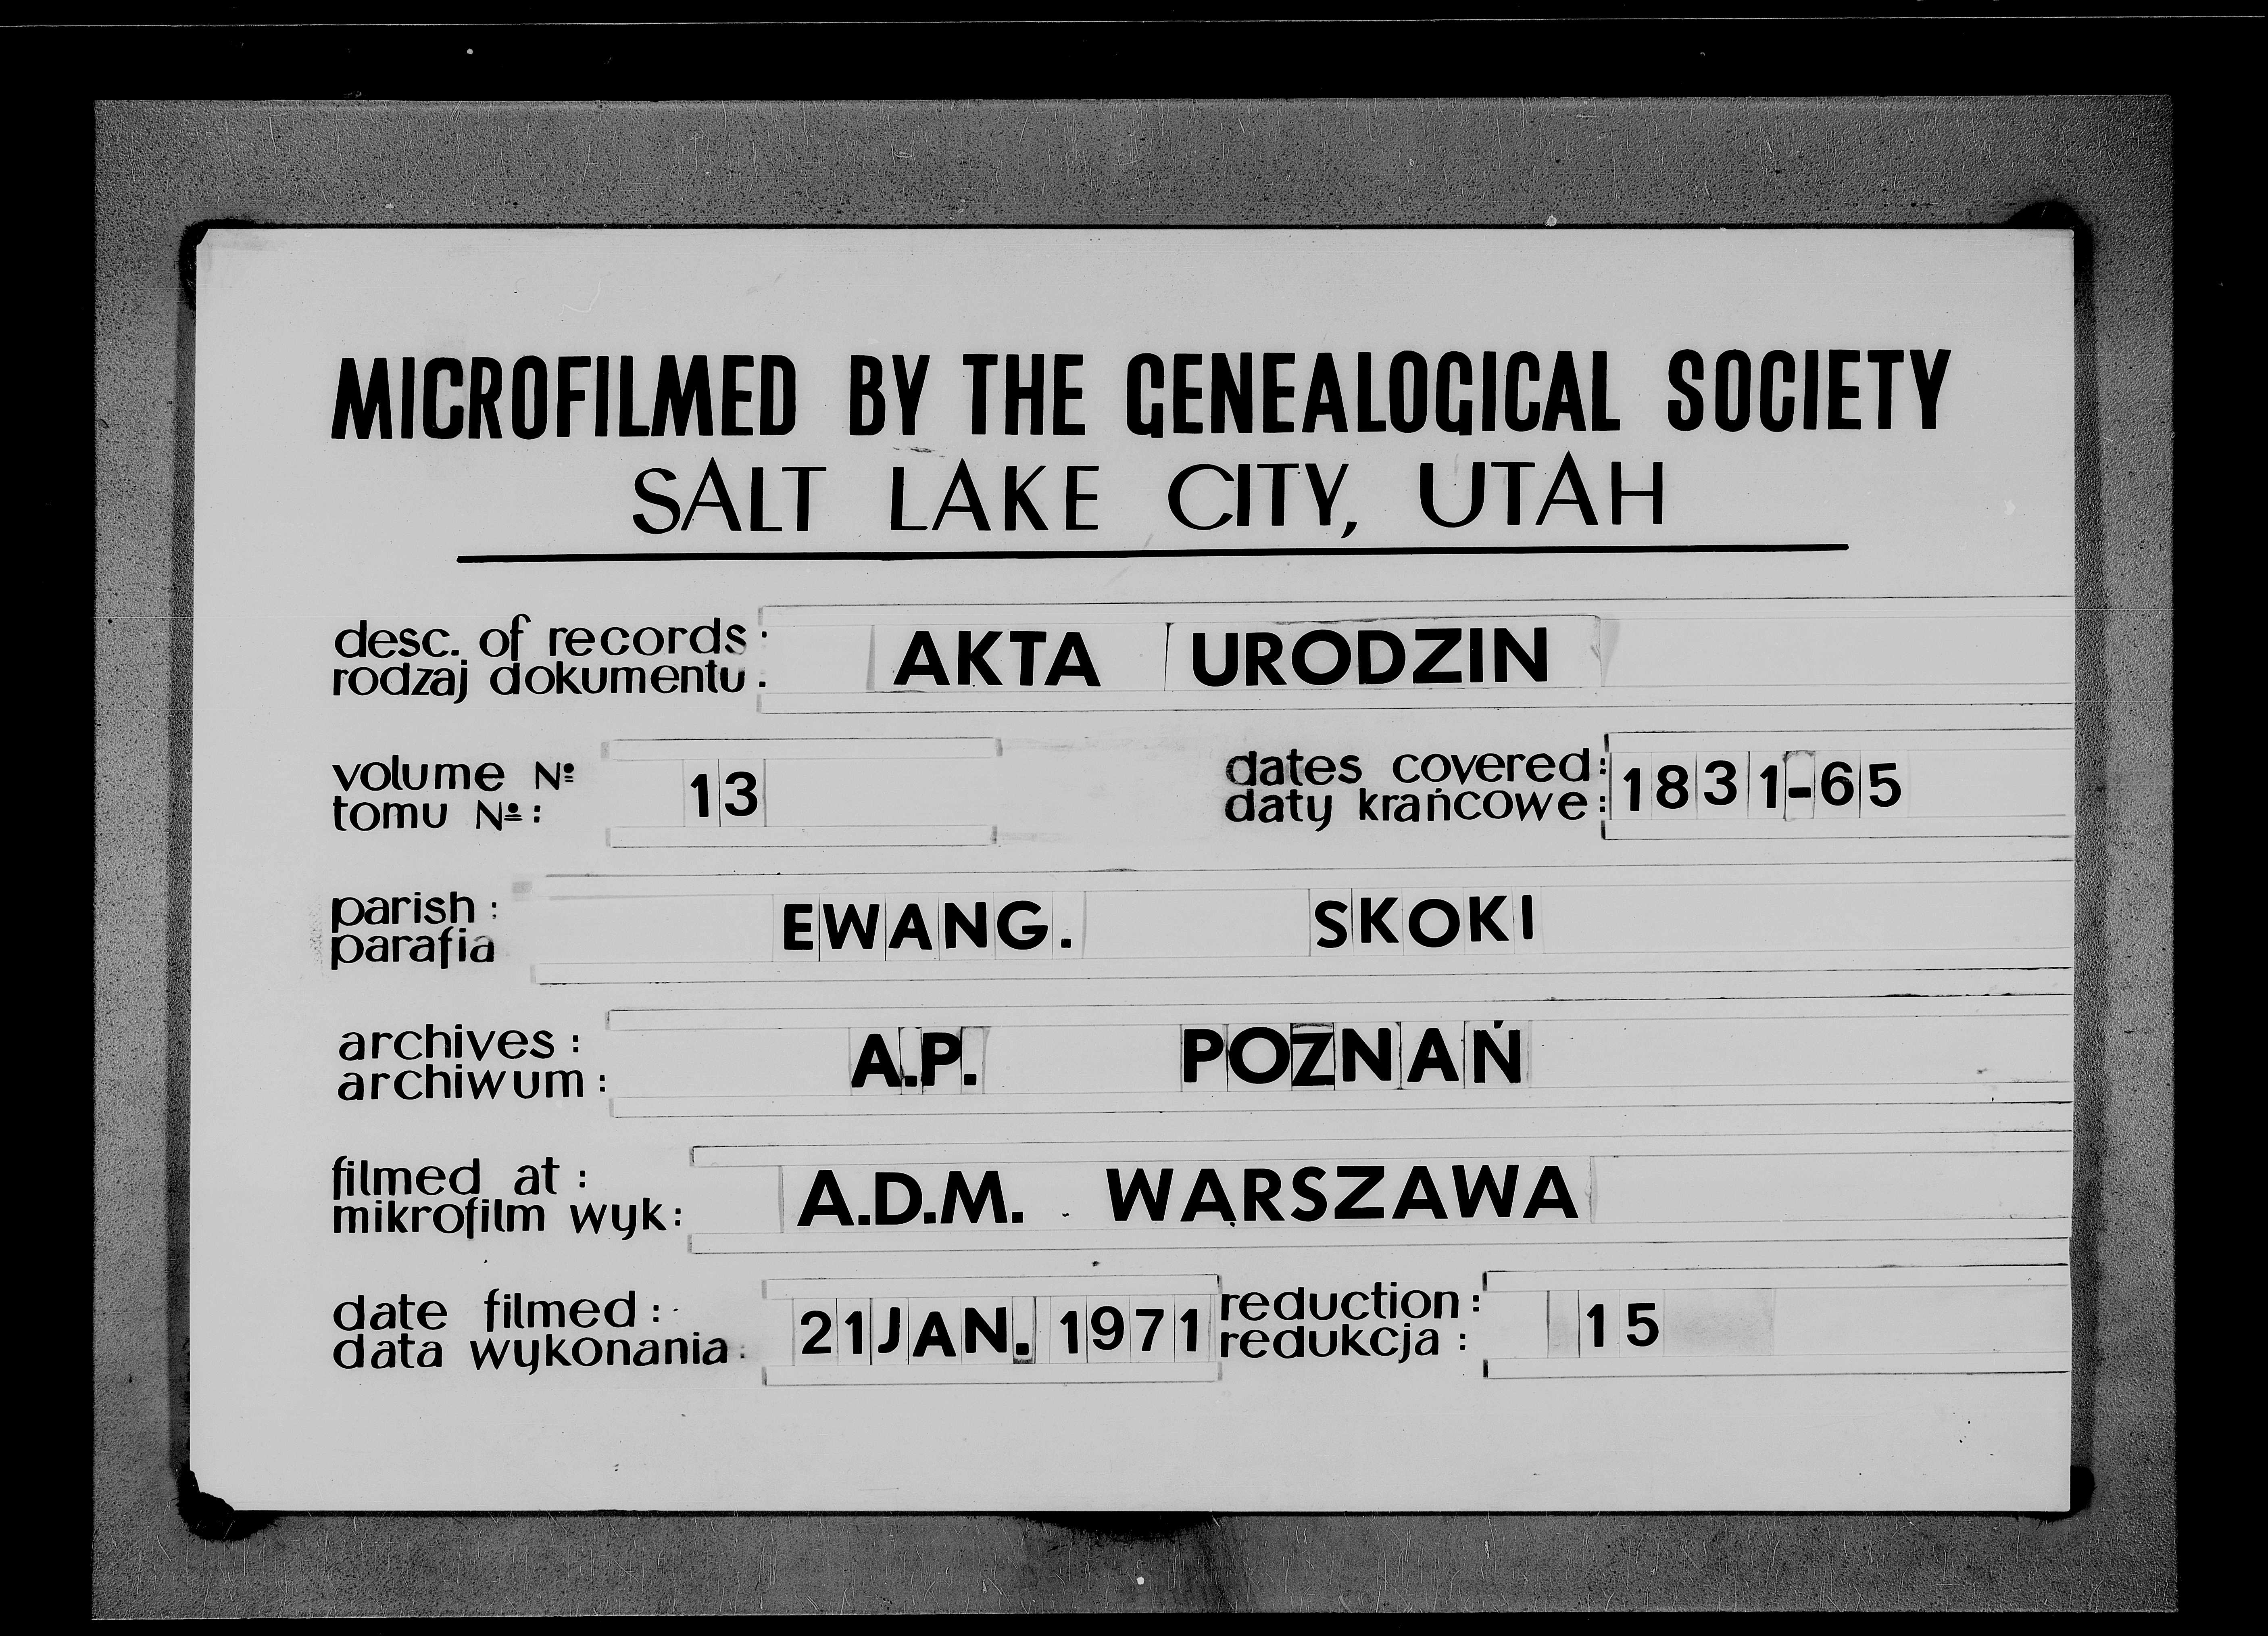 MICROFILMED BY THE GENEALOGICAL SOCIETY
SALT LAKE CITY, UTAH
desc. of records:
rodzaj dokumentu.
AKTA URODZIN
volume №
tomu №:
13
dates covered:
daty krańcowe:
1831-65
parish:
parafia
EWANG. SKOKI
archives:
archiwum:
A.P. POZNAŃ
filmed at:
mikrofilm wyk:
A.D.M. WARSZAWA
date filmed:
data wykonania:
21 JAN. 1971
reduction:
redukcja:
15